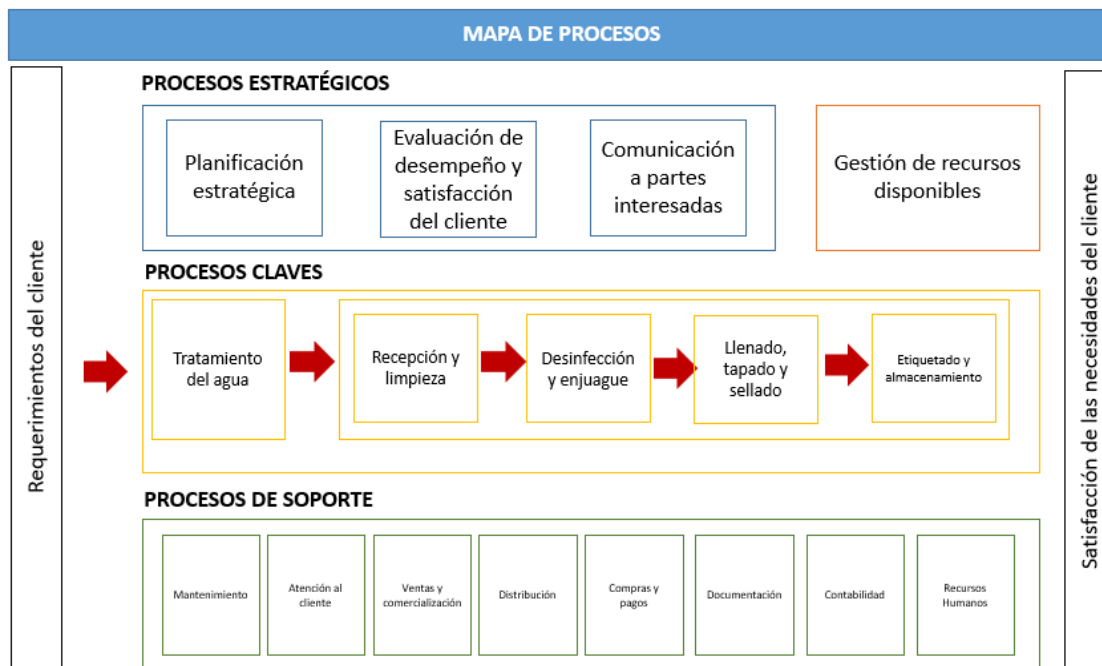 MAPA DE PROCESOS
Requerimientos del cliente
PROCESOS ESTRATÉGICOS
Planificación
estratégica
Evaluación de
desempeño y
satisfacción
del cliente
Comunicación
a partes
interesadas
Gestión de recursos
disponibles
PROCESOS CLAVES
Tratamiento
del agua
Recepción y
limpieza
Desinfección
y enjuague
Llenado,
tapado y
sellado
Etiquetado y
almacenamiento
PROCESOS DE SOPORTE
Mantenimiento
Atención al
cliente
Ventas y
comercialización
Distribución
Compras y
pagos
Documentación
Contabilidad
Recursos
Humanos
Satisfacción de las necesidades del cliente